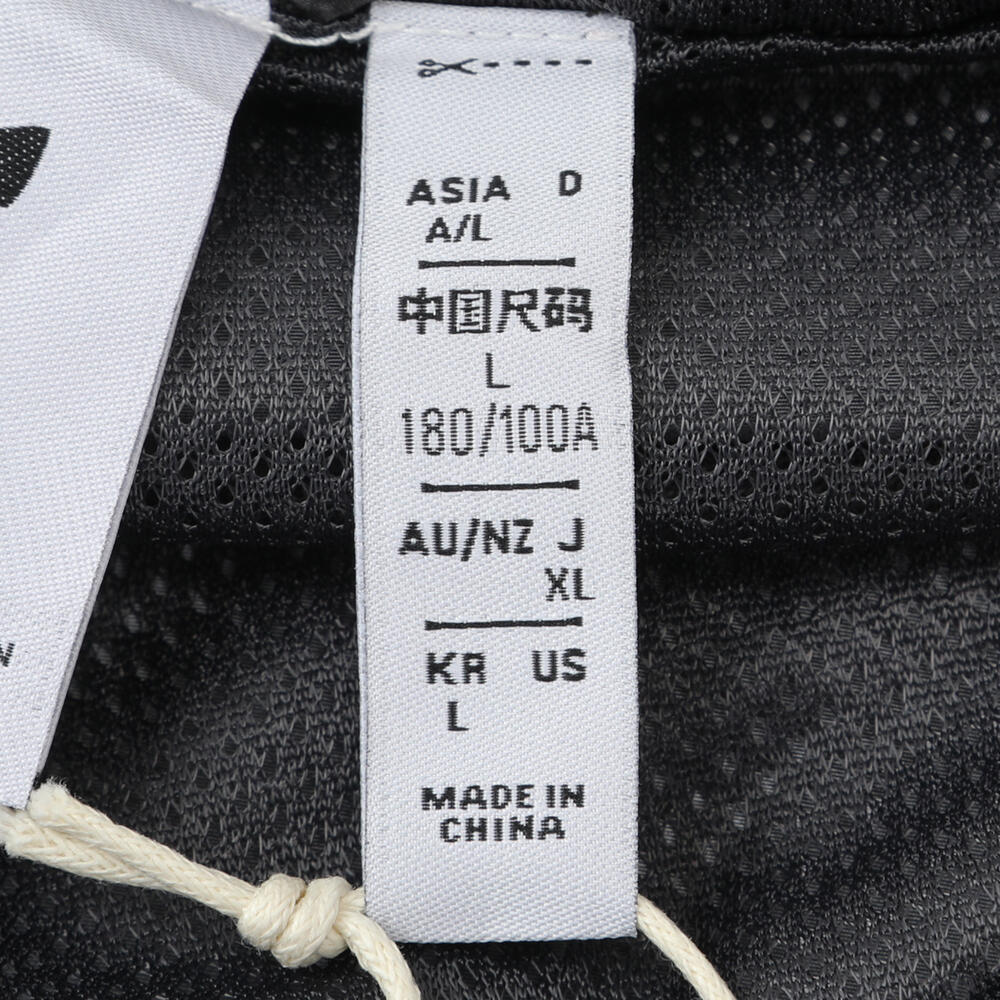 ASIA D
A/L
中国尺码
L
180/100A
AU/NZ J
XL
KR US
L
MADE IN
CHINA